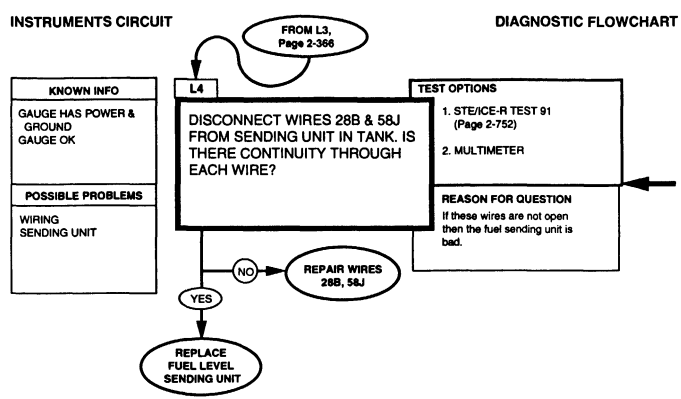 INSTRUMENTS CIRCUIT
DIAGNOSTIC FLOWCHART
FROM L3,
Page 2-366
KNOWN INFO
GAUGE HAS POWER &
GROUND
GAUGE OK
POSSIBLE PROBLEMS
WIRING
SENDING UNIT
L4
DISCONNECT WIRES 28B & 58J
FROM SENDING UNIT IN TANK. IS
THERE CONTINUITY THROUGH
EACH WIRE?
TEST OPTIONS
1. STE/ICE-R TEST 91
(Page 2-752)
2. MULTIMETER
REASON FOR QUESTION
If these wires are not open
then the fuel sending unit is
bad.
NO
REPAIR WIRES
28B, 58J
YES
REPLACE
FUEL LEVEL
SENDING UNIT